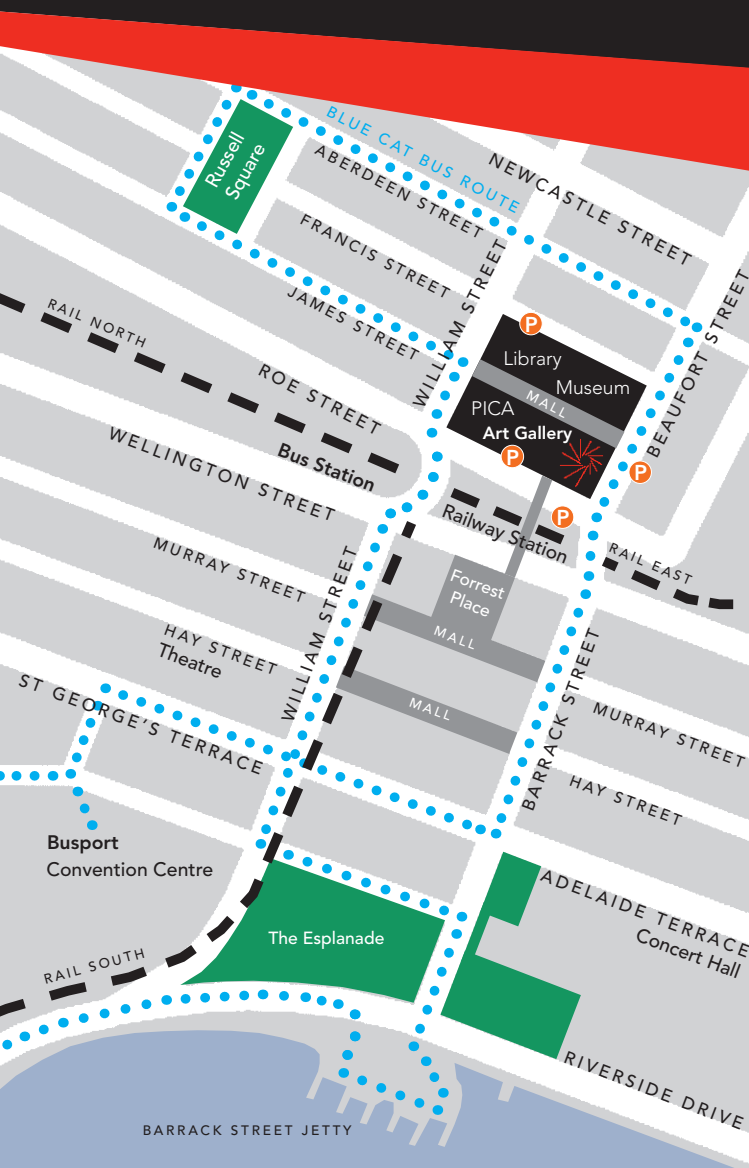 BLUE CAT BUS ROUTE
Russell
Square
ABERDEEN STREET
NEWCASTLE STREET
FRANCIS STREET
JAMES STREET
WILLIAM STREET
BEAUFORT STREET
RAIL NORTH
P
Library
Museum
MALL
PICA
Art Gallery
P
P
P
ROE STREET
Bus Station
WELLINGTON STREET
Railway Station
RAIL EAST
MURRAY STREET
Forrest
Place
MALL
HAY STREET
Theatre
WILLIAM STREET
MALL
BARRACK STREET
MURRAY STREET
ST GEORGE'S TERRACE
HAY STREET
Busport
Convention Centre
ADELAIDE TERRACE
Concert Hall
The Esplanade
RAIL SOUTH
RIVERSIDE DRIVE
BARRACK STREET JETTY